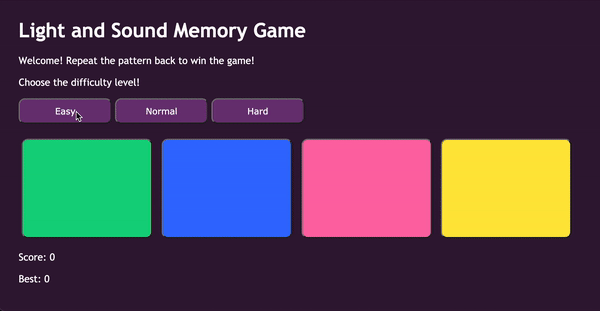 Light and Sound Memory Game
Welcome! Repeat the pattern back to win the game!
Choose the difficulty level!
Easy Normal Hard
Score: 0
Best: 0